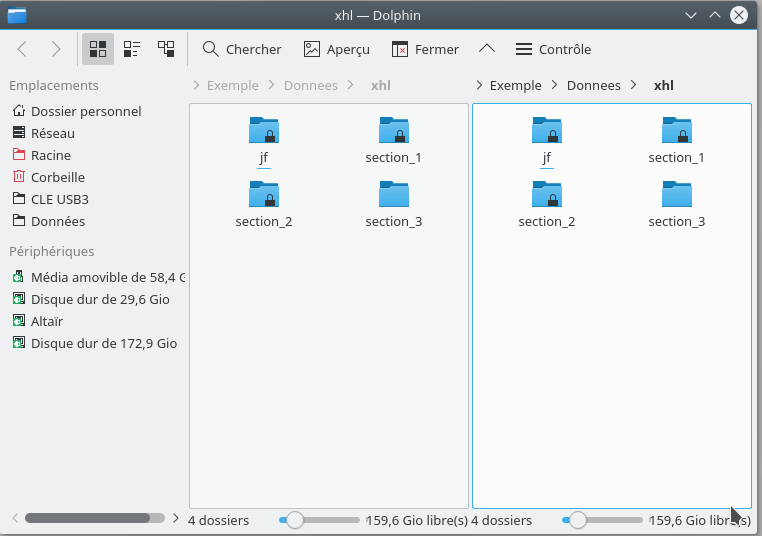 xhl — Dolphin
Chercher
Aperçu
Fermer
Contrôle
Emplacements
Dossier personnel
Réseau
Racine
Corbeille
CLE USB3
Données
Périphériques
Média amovible de 58,4 G
Disque dur de 29,6 Gio
Altaïr
Disque dur de 172,9 Gio
Exemple Donnees xhl
jf section_1
section_2 section_3
4 dossiers 159,6 Gio libre(s)
Exemple Donnees xhl
jf section_1
section_2 section_3
4 dossiers 159,6 Gio libre(s)